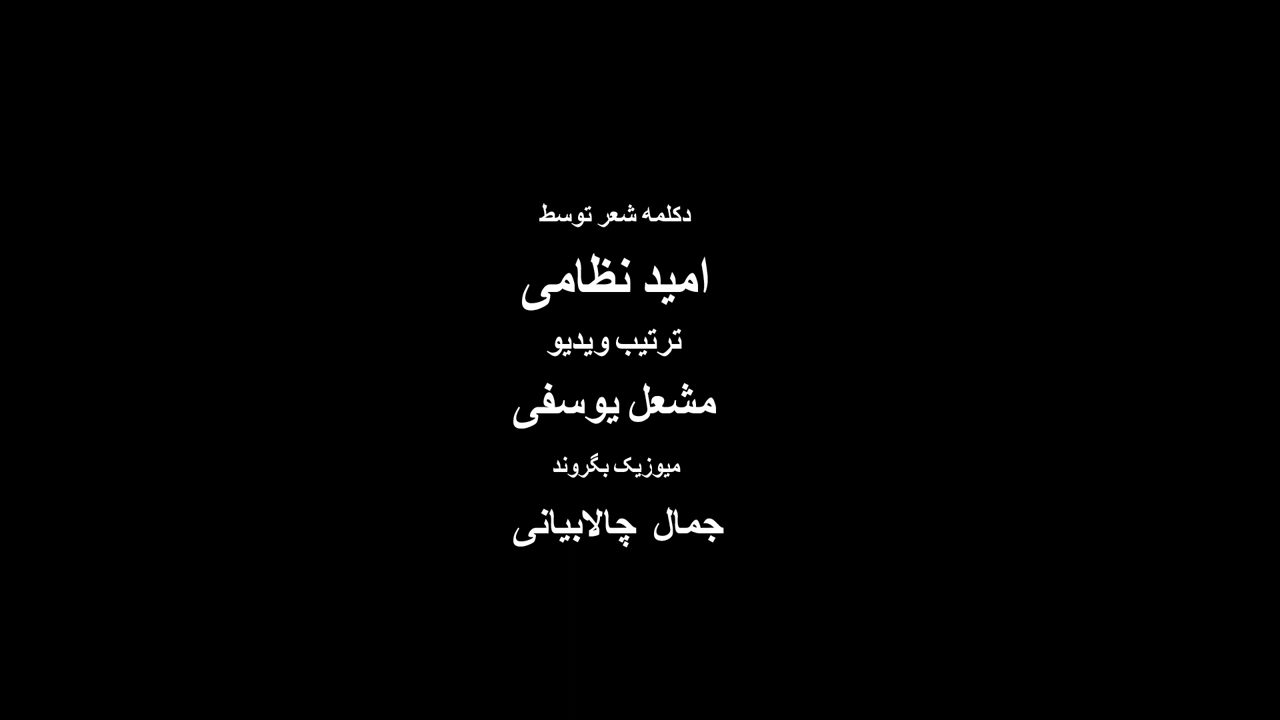 دکلمه شعر توسط
امید نظامی
ترتیب ویدیو
مشعل یوسفی
میوزیک بگروند
جمال چالابیانی